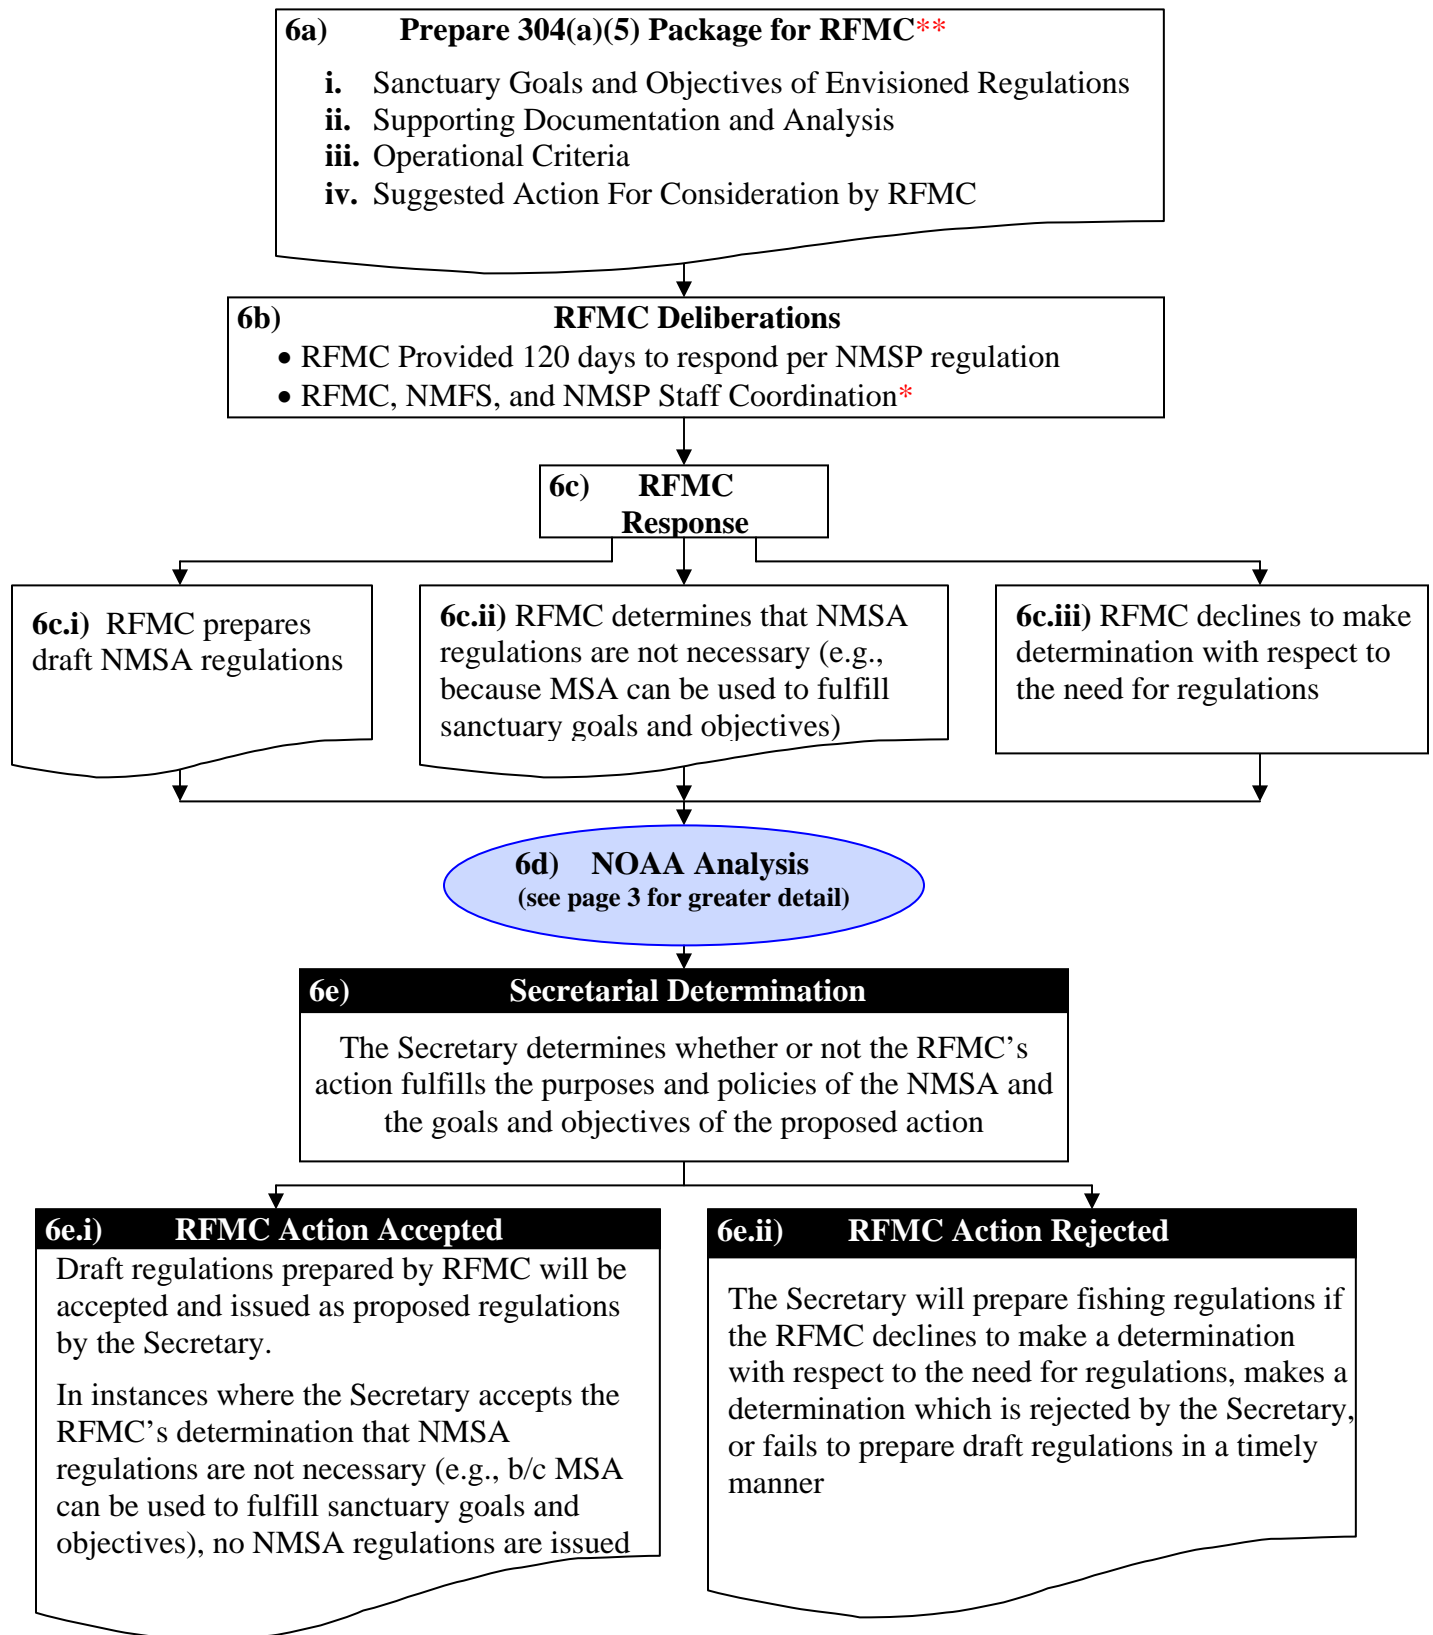 6a) Prepare 304(a)(5) Package for RFMC**
i. Sanctuary Goals and Objectives of Envisioned Regulations
ii. Supporting Documentation and Analysis
iii. Operational Criteria
iv. Suggested Action For Consideration by RFMC
6b) RFMC Deliberations
• RFMC Provided 120 days to respond per NMSP regulation
• RFMC, NMFS, and NMSP Staff Coordination*
6c) RFMC
Response
6c.i) RFMC prepares
draft NMSA regulations
6c.ii) RFMC determines that NMSA
regulations are not necessary (e.g.,
because MSA can be used to fulfill
sanctuary goals and objectives)
6c.iii) RFMC declines to make
determination with respect to
the need for regulations
6d) NOAA Analysis
(see page 3 for greater detail)
6e) Secretarial Determination
The Secretary determines whether or not the RFMC’s
action fulfills the purposes and policies of the NMSA and
the goals and objectives of the proposed action
6e.i) RFMC Action Accepted
Draft regulations prepared by RFMC will be
accepted and issued as proposed regulations
by the Secretary.
In instances where the Secretary accepts the
RFMC’s determination that NMSA
regulations are not necessary (e.g., b/c MSA
can be used to fulfill sanctuary goals and
objectives), no NMSA regulations are issued
6e.ii) RFMC Action Rejected
The Secretary will prepare fishing regulations if
the RFMC declines to make a determination
with respect to the need for regulations, makes a
determination which is rejected by the Secretary,
or fails to prepare draft regulations in a timely
manner